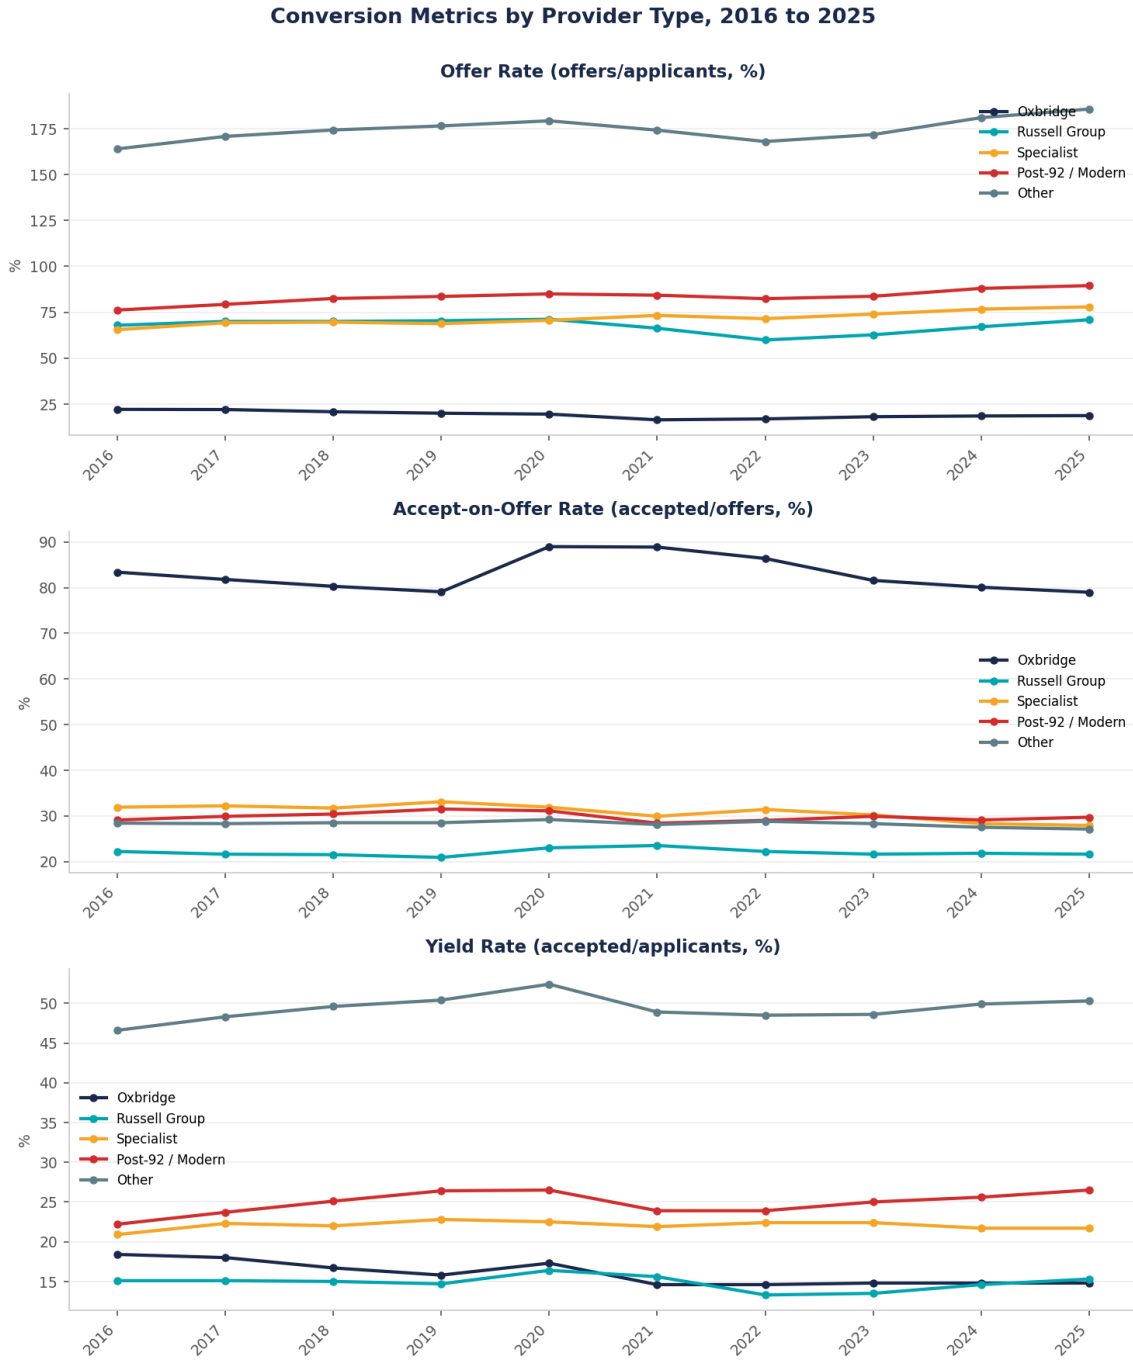 Conversion Metrics by Provider Type, 2016 to 2025
Offer Rate (offers/applicants, %)
175
150
125
100
75
50
25
%
Oxbridge
Russell Group
Specialist
Post-92 / Modern
Other
2016 2017 2018 2019 2020 2021 2022 2023 2024 2025
Accept-on-Offer Rate (accepted/offers, %)
90
80
70
60
50
40
30
20
%
Oxbridge
Russell Group
Specialist
Post-92 / Modern
Other
2016 2017 2018 2019 2020 2021 2022 2023 2024 2025
Yield Rate (accepted/applicants, %)
50
45
40
35
30
25
20
15
%
Oxbridge
Russell Group
Specialist
Post-92 / Modern
Other
2016 2017 2018 2019 2020 2021 2022 2023 2024 2025